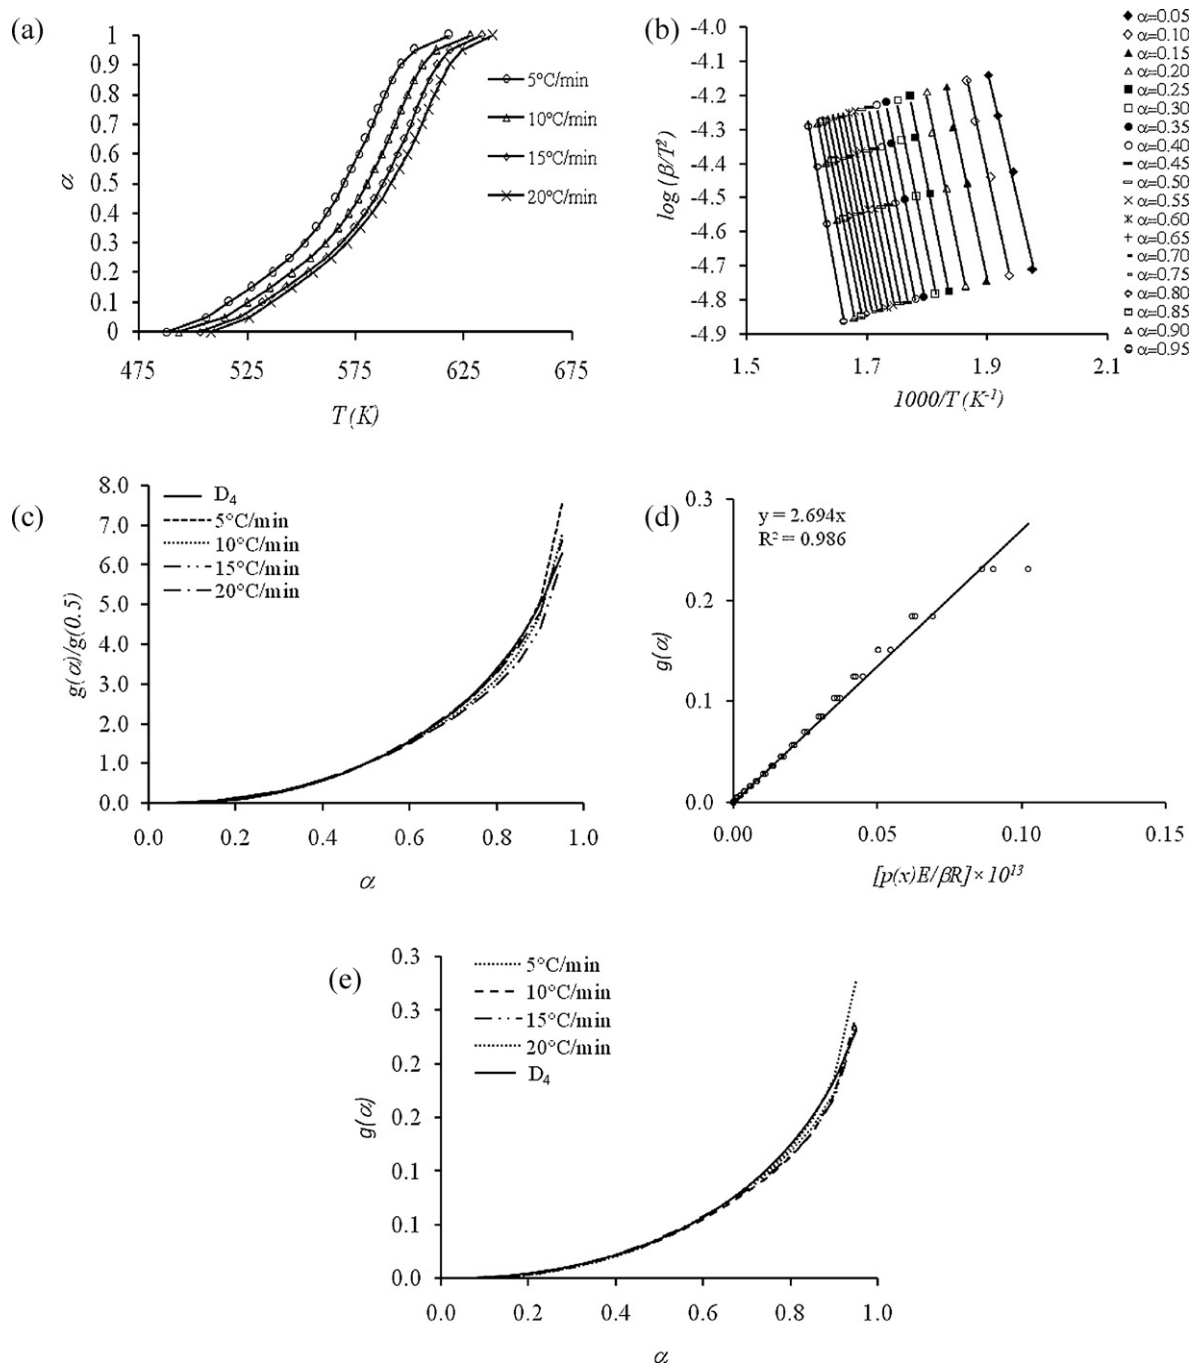 (a)
1
0.9
0.8
0.7
0.6
0.5
0.4
0.3
0.2
0.1
0
α
5°C/min
10°C/min
15°C/min
20°C/min
475
525
575
625
675
T (K)
(b)
-4.0
-4.1
-4.2
-4.3
-4.4
-4.5
-4.6
-4.7
-4.8
-4.9
log (β/T²)
1.5
1.7
1.9
2.1
1000/T (K⁻¹)
α=0.05
α=0.10
α=0.15
α=0.20
α=0.25
α=0.30
α=0.35
α=0.40
α=0.45
α=0.50
α=0.55
α=0.60
α=0.65
α=0.70
α=0.75
α=0.80
α=0.85
α=0.90
α=0.95
(c)
8.0
7.0
6.0
5.0
4.0
3.0
2.0
1.0
0.0
g(α)/g(0.5)
D₄
5°C/min
10°C/min
15°C/min
20°C/min
0.0
0.2
0.4
0.6
0.8
1.0
α
(d)
0.3
0.2
0.1
0.0
g(α)
y = 2.694x
R² = 0.986
0.00
0.05
0.10
0.15
[p(x)E/βR]×10¹³
(e)
0.3
0.3
0.2
0.2
0.1
0.1
0.0
g(α)
5°C/min
10°C/min
15°C/min
20°C/min
D₄
0.0
0.2
0.4
0.6
0.8
1.0
α